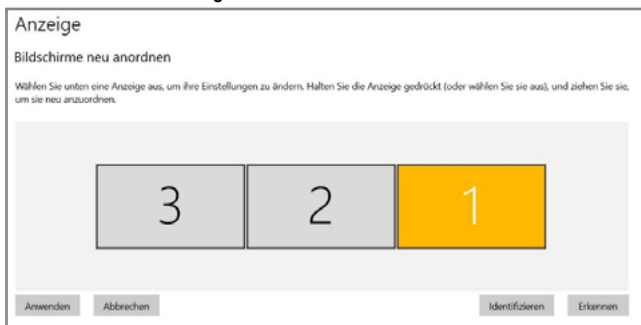 Anzeige
Bildschirme neu anordnen
Wählen Sie unten eine Anzeige aus, um ihre Einstellungen zu ändern. Halten Sie die Anzeige gedrückt (oder wählen Sie sie aus), und ziehen Sie sie,
um sie neu anzuordnen.
3 2 1
Anwenden Abbrechen Identifizieren Erkennen